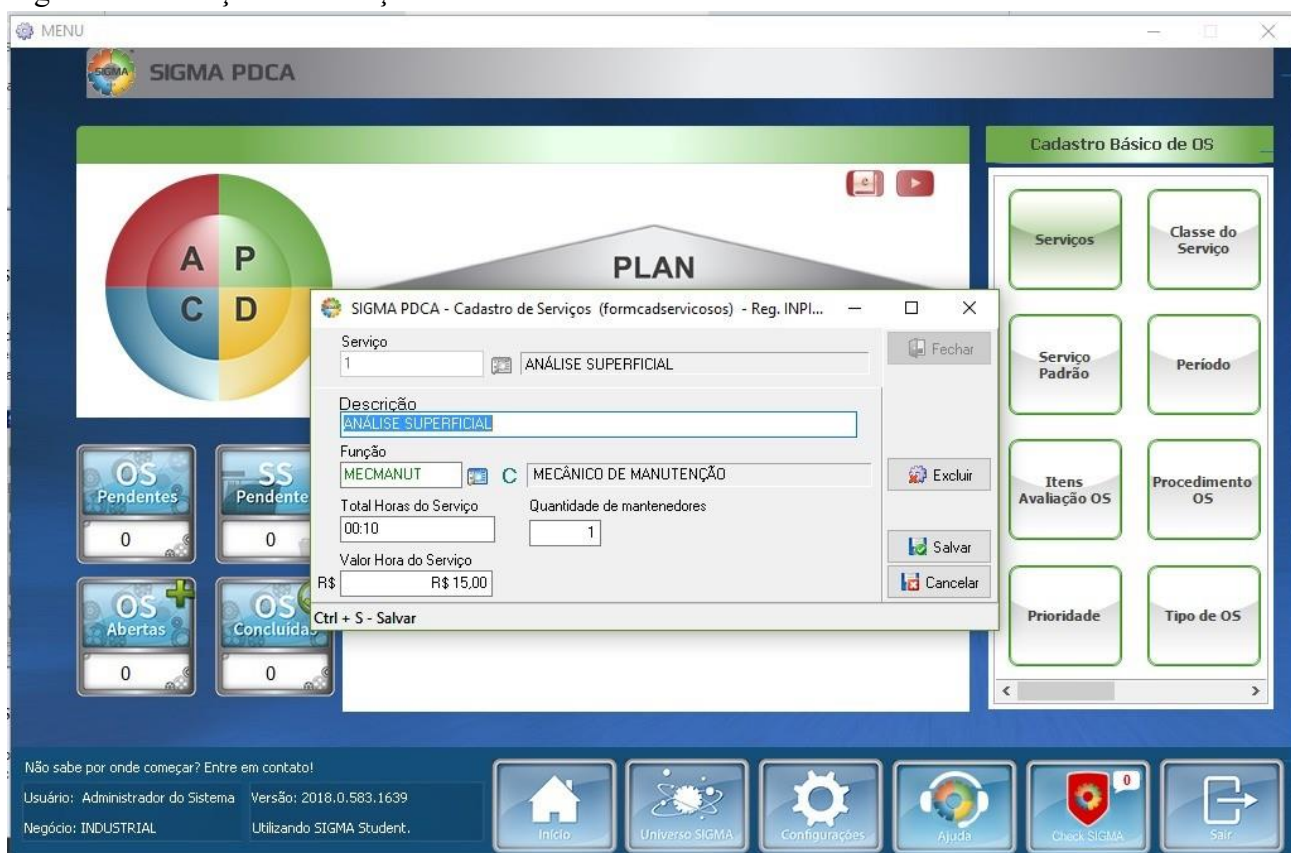 MENU
SIGMA
SIGMA PDCA
Cadastro Básico de OS
A P
C D
PLAN
Serviços
Classe do
Serviço
Serviço
Padrão
Período
Itens
Avaliação OS
Procedimento
OS
Prioridade
Tipo de OS
SIGMA PDCA - Cadastro de Serviços (formcadservicosos) - Reg. INPI...
Serviço
1
ANÁLISE SUPERFICIAL
Fechar
Descrição
ANÁLISE SUPERFICIAL
Função
MECMANUT
C
MECÂNICO DE MANUTENÇÃO
Excluir
Total Horas do Serviço
Quantidade de mantenedores
00:10
1
Salvar
Valor Hora do Serviço
R$
R$ 15,00
Cancelar
Ctrl + S - Salvar
OS
Pendentes
0
SS
Pendente
0
OS
Abertas
0
OS
Concluídas
0
Não sabe por onde começar? Entre em contato!
Usuário: Administrador do Sistema
Versão: 2018.0.583.1639
Negócio: INDUSTRIAL
Utilizando SIGMA Student.
Início
Universo SIGMA
Configurações
Ajuda
0
Check SIGMA
Sair